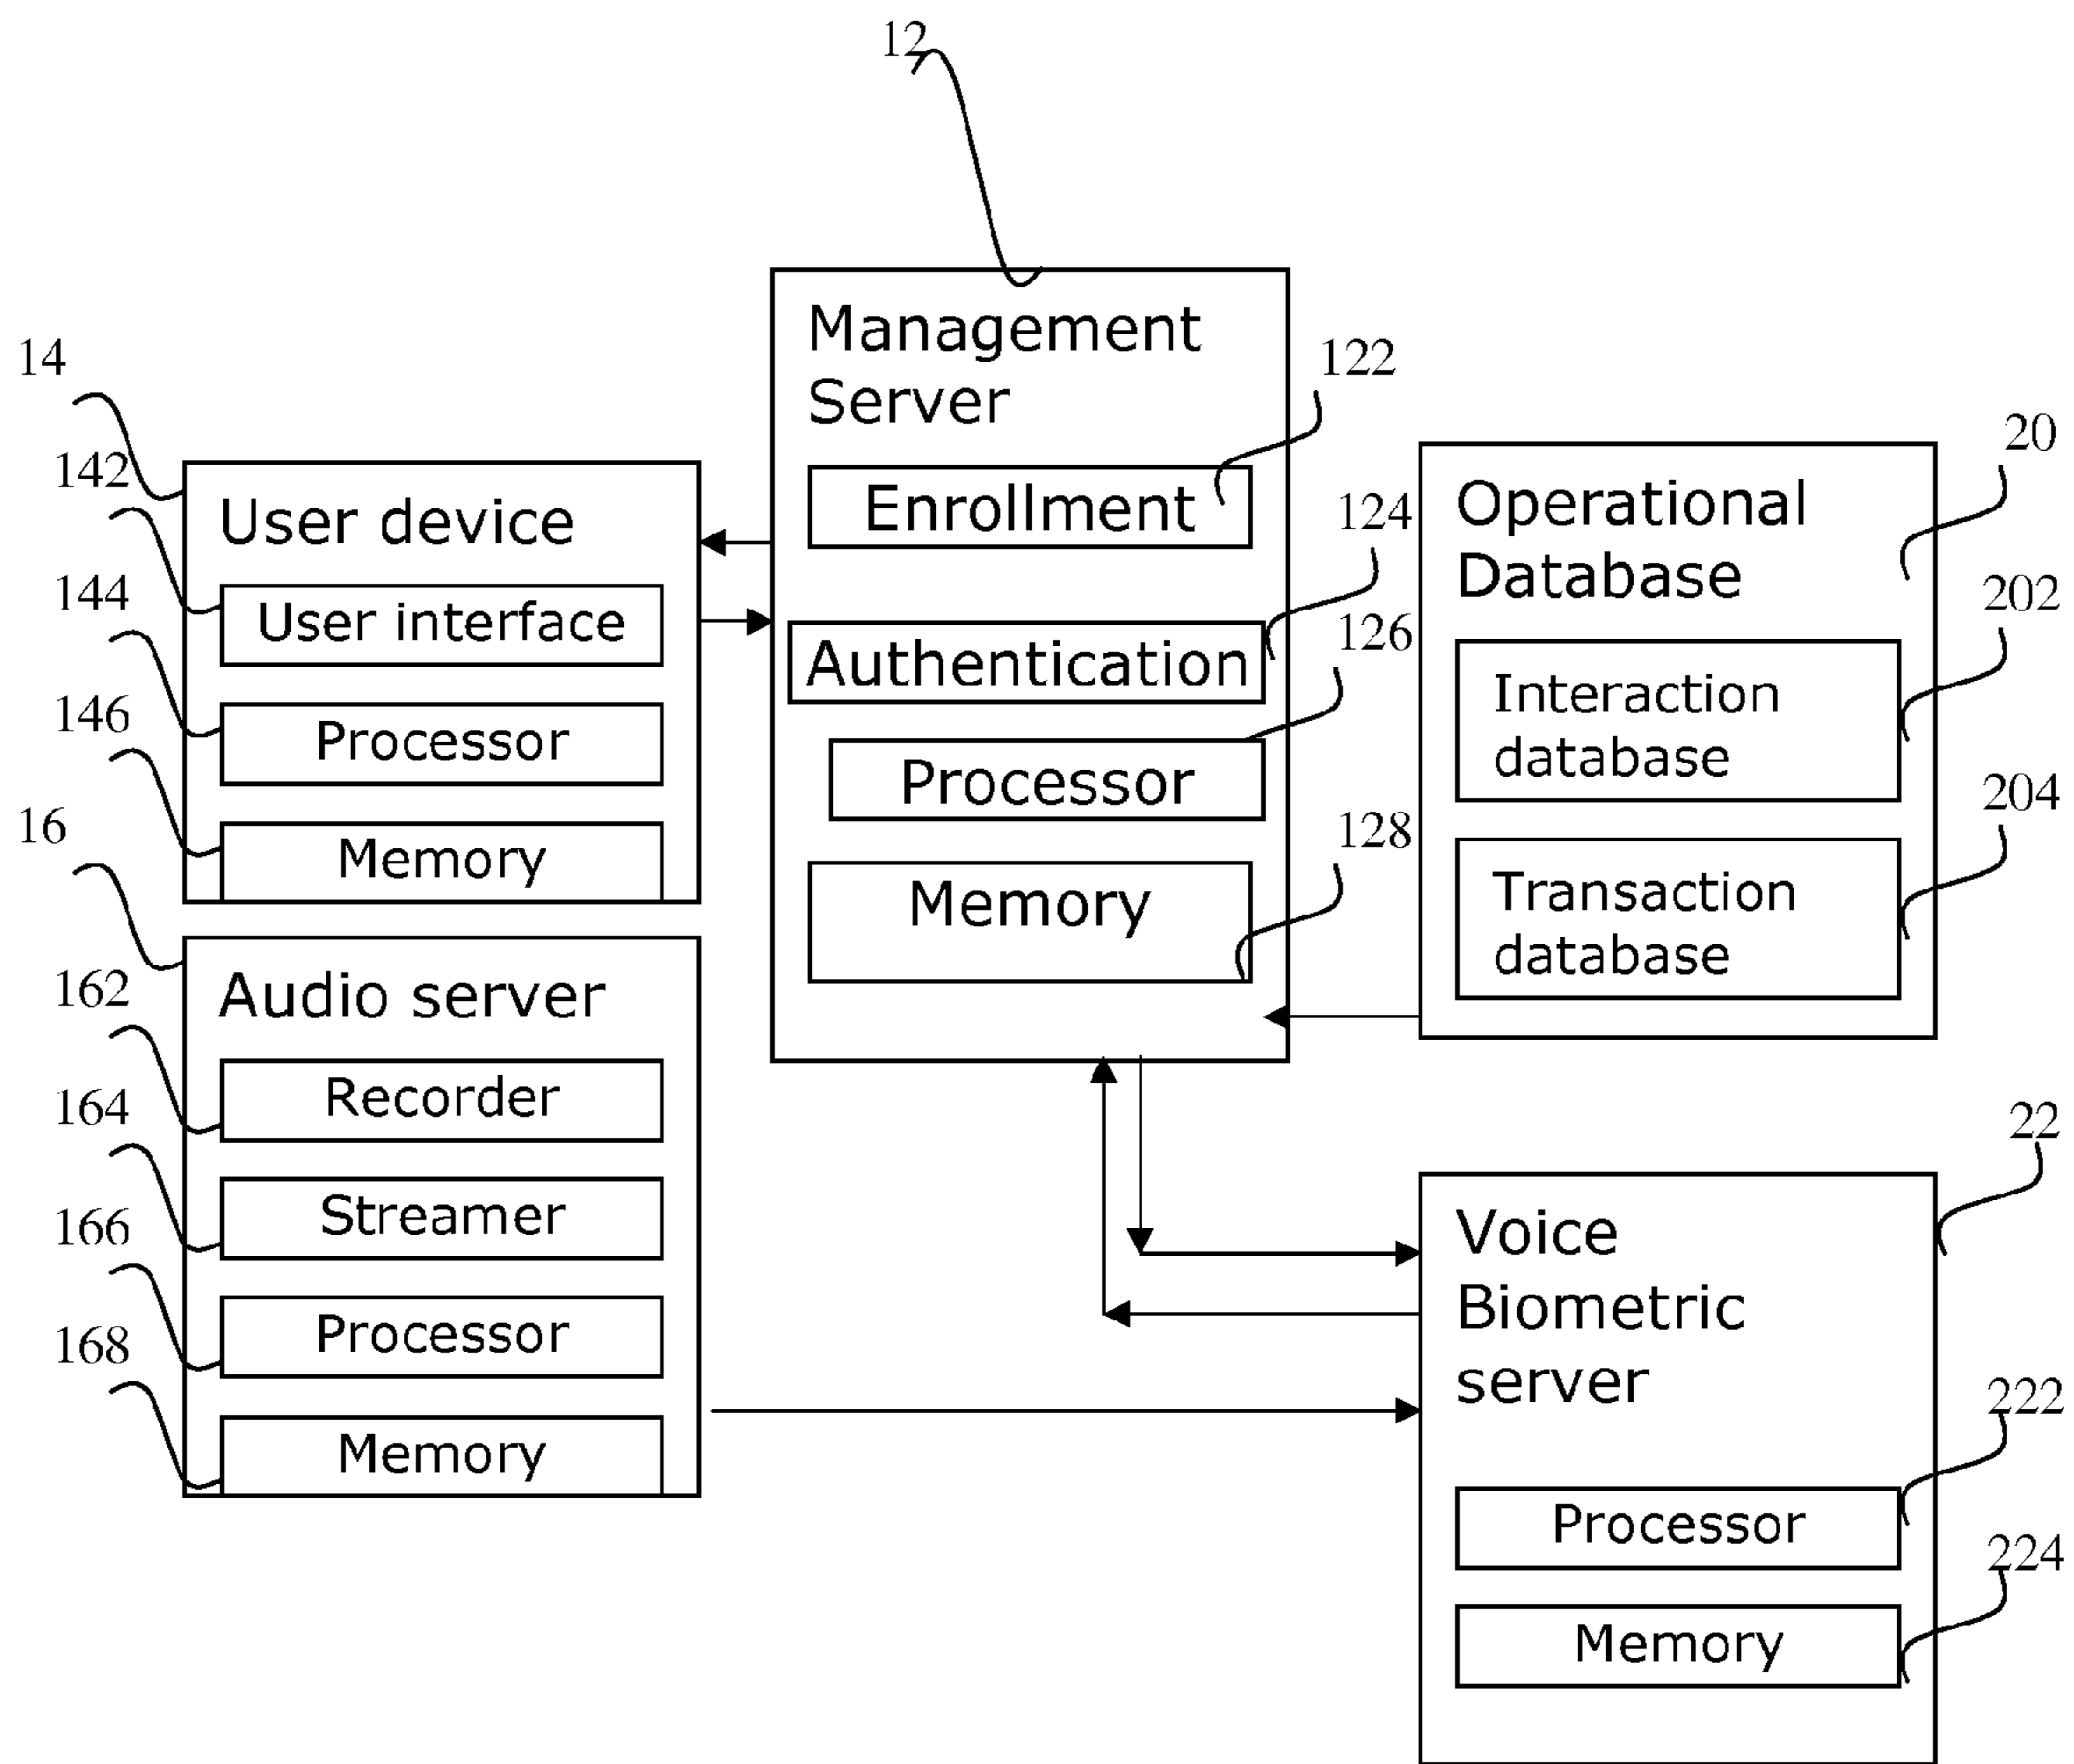 12
Management
Server
122
Enrollment
124
Authentication
126
Processor
128
Memory
14
User device
142
User interface
144
Processor
146
Memory
16
Audio server
162
Recorder
164
Streamer
166
Processor
168
Memory
20
Operational
Database
202
Interaction
database
204
Transaction
database
22
Voice
Biometric
server
222
Processor
224
Memory